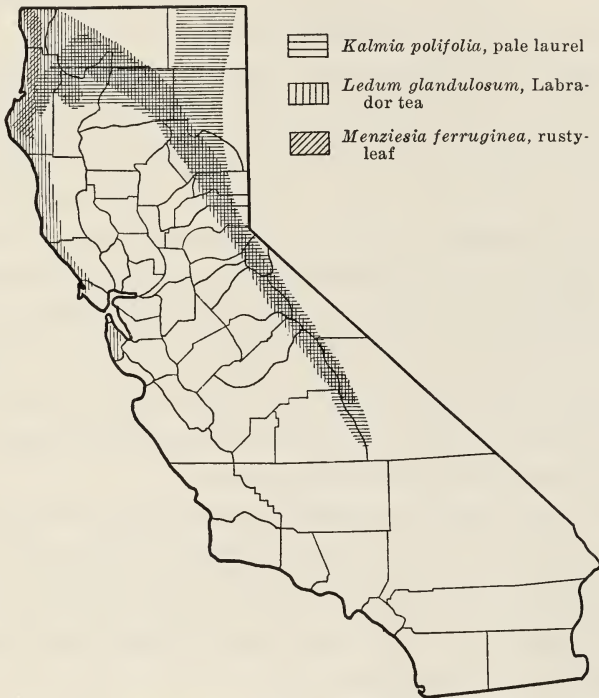 Kalmia polifolia, pale laurel
Ledum glandulosum, Labra-
dor tea
Menziesia ferruginea, rusty-
leaf